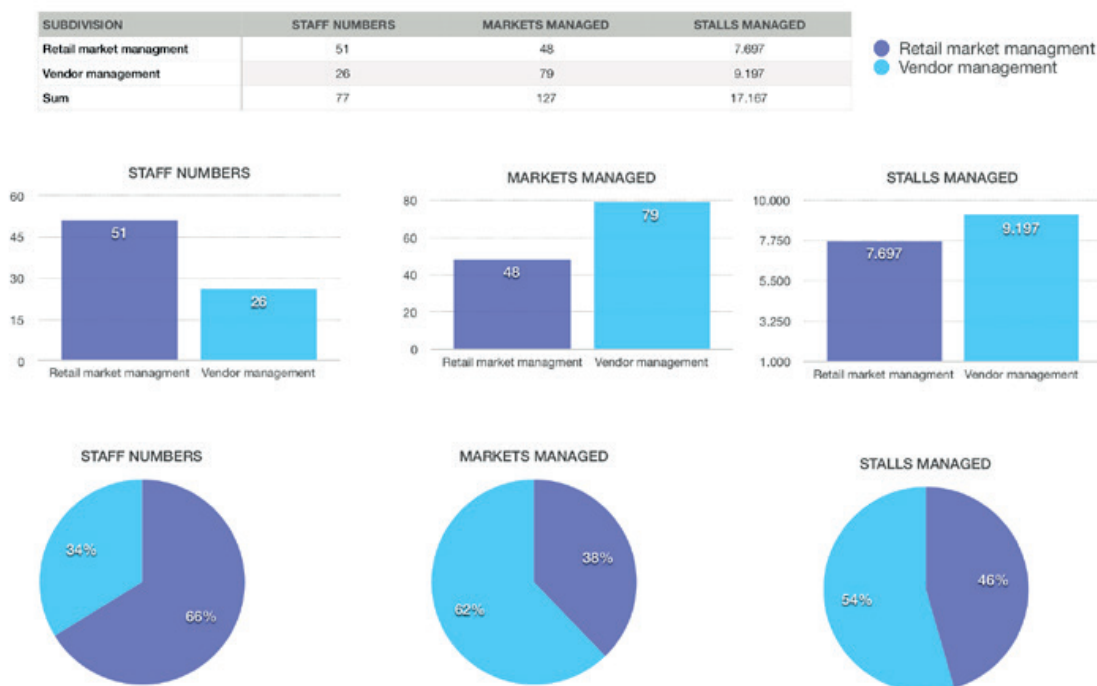 SUBDIVISION STAFF NUMBERS MARKETS MANAGED STALLS MANAGED
Retail market managment 51 48 7.697
Vendor management 26 79 9.197
Sum 77 127 17.167
Retail market managment
Vendor management
STAFF NUMBERS
60
45
30
15
0
51
26
Retail market managment Vendor management
MARKETS MANAGED
80
60
40
20
0
48
79
Retail market managment Vendor management
STALLS MANAGED
10.000
7.750
5.500
3.250
1.000
7.697
9.197
Retail market managment Vendor management
STAFF NUMBERS
34%
66%
MARKETS MANAGED
38%
62%
STALLS MANAGED
46%
54%